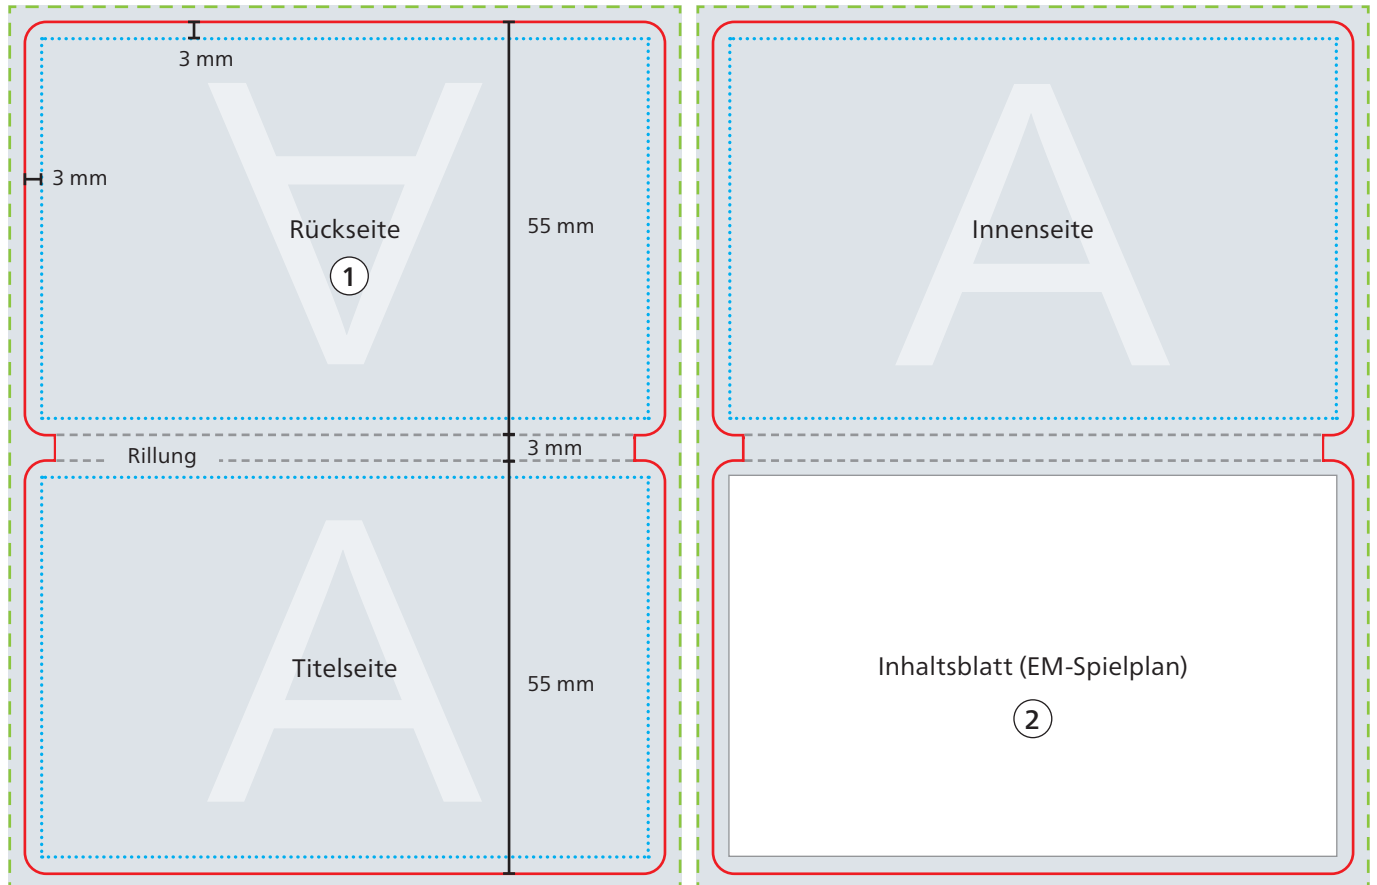 3 mm
3 mm
A
Rückseite
1
55 mm
3 mm
Rillung
A
Titelseite
55 mm
A
Innenseite
Inhaltsblatt (EM-Spielplan)
2